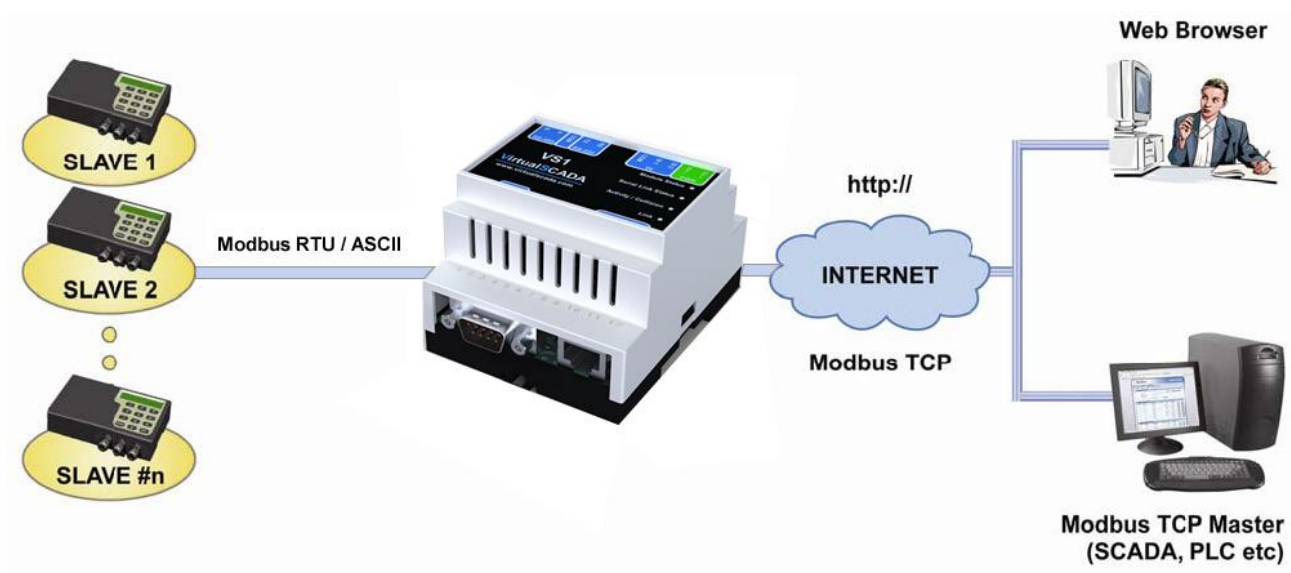 Web Browser
SLAVE 1
VS1
VirtualSCADA
www.virtualscada.com
Module Status
Serial Link Status
Activity / Collision
Link
http://
Modbus RTU / ASCII
SLAVE 2
INTERNET
Modbus TCP
SLAVE #n
Modbus TCP Master
(SCADA, PLC etc)